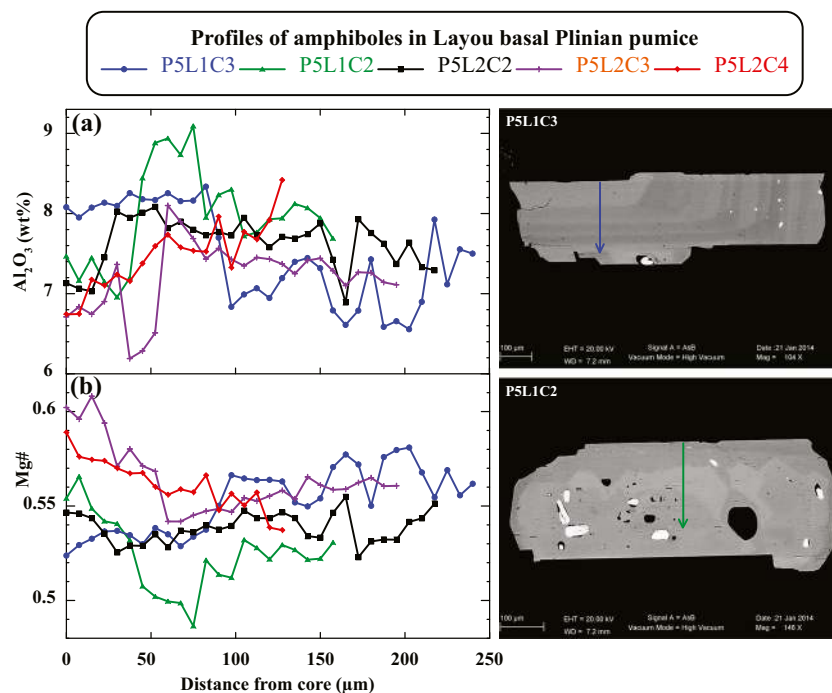 Profiles of amphiboles in Layou basal Plinian pumice
P5L1C3 P5L1C2 P5L2C2 P5L2C3 P5L2C4
(a)
9
8
7
6
Al2O3 (wt%)
(b)
0.6
0.55
0.5
Mg#
0 50 100 150 200 250
Distance from core (µm)
P5L1C3
100 µm
EHT = 20.00 kV
WD = 7.2 mm
Signal A = AsB
Vacuum Mode = High Vacuum
Date :21 Jan 2014
Mag = 104 X
P5L1C2
100 µm
EHT = 20.00 kV
WD = 7.2 mm
Signal A = AsB
Vacuum Mode = High Vacuum
Date :21 Jan 2014
Mag = 146 X